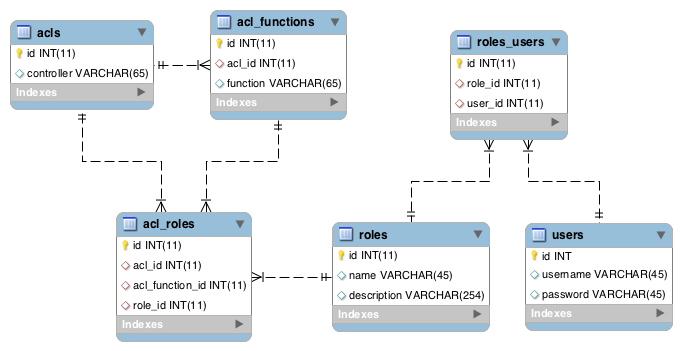 acls
id INT(11)
controller VARCHAR(65)
Indexes
acl_functions
id INT(11)
acl_id INT(11)
function VARCHAR(65)
Indexes
roles_users
id INT(11)
role_id INT(11)
user_id INT(11)
Indexes
acl_roles
id INT(11)
acl_id INT(11)
acl_function_id INT(11)
role_id INT(11)
Indexes
roles
id INT(11)
name VARCHAR(45)
description VARCHAR(254)
Indexes
users
id INT
username VARCHAR(45)
password VARCHAR(45)
Indexes